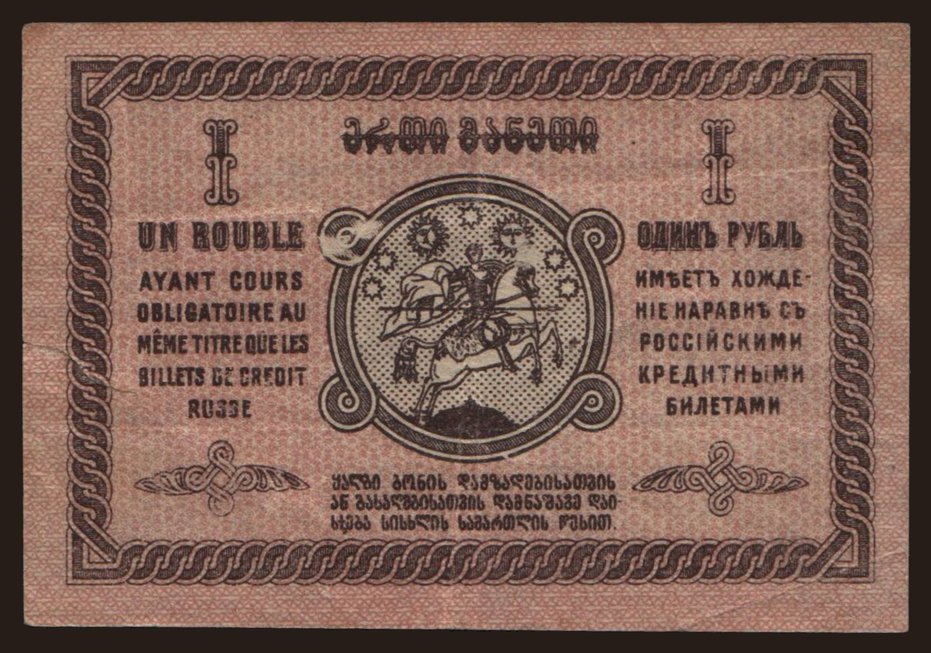 ერთი მანეთი
I
I
UN ROUBLE
AYANT COURS
OBLIGATOIRE AU
MÊME TITRE QUE LES
BILLETS DE CREDIT
RUSSE
ОДИНЪ РУБЛЬ
ИМѢЕТЪ ХОЖДЕ-
НІЕ НАРАВНѢ СЪ
РОССІЙСКИМИ
КРЕДИТНЫМИ
БИЛЕТАМИ
ყალბი ბონის დამზადებისათვის
ან გასაღებისათვის დამნაშავე დაი-
სჯება სისხლის სამართლის წესით.